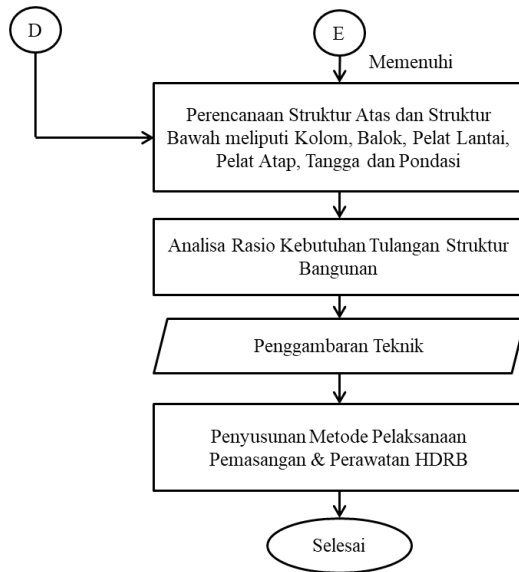 D
E
Memenuhi
Perencanaan Struktur Atas dan Struktur
Bawah meliputi Kolom, Balok, Pelat Lantai,
Pelat Atap, Tangga dan Pondasi
Analisa Rasio Kebutuhan Tulangan Struktur
Bangunan
Penggambaran Teknik
Penyusunan Metode Pelaksanaan
Pemasangan & Perawatan HDRB
Selesai